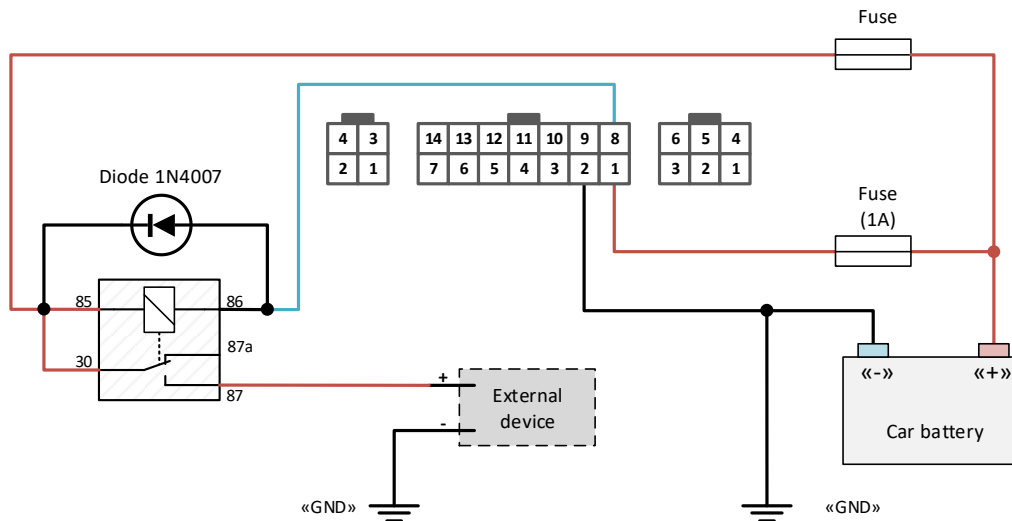 Fuse
4 3
2 1
14 13 12 11 10 9 8
7 6 5 4 3 2 1
6 5 4
3 2 1
Diode 1N4007
Fuse
(1A)
85
86
30
87a
87
+
-
External
device
«-»
«+»
Car battery
«GND»
«GND»